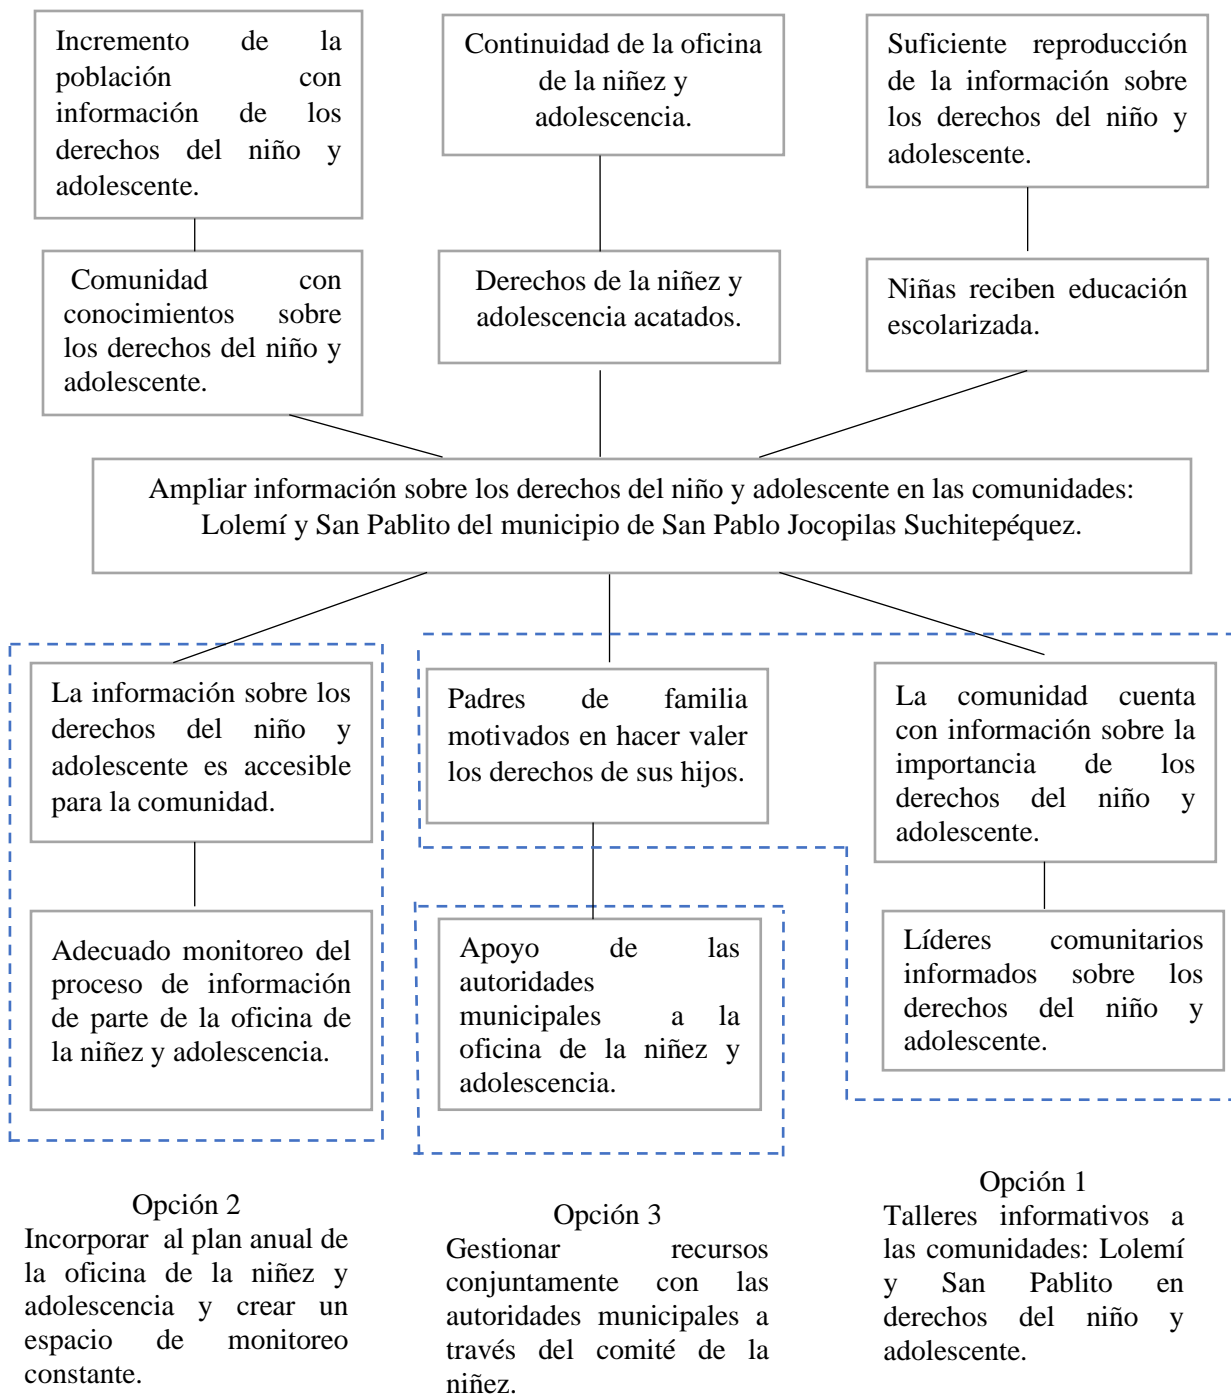 Incremento de la
población con
información de los
derechos del niño y
adolescente.
Continuidad de la oficina
de la niñez y
adolescencia.
Suficiente reproducción
de la información sobre
los derechos del niño y
adolescente.
Comunidad con
conocimientos sobre
los derechos del niño y
adolescente.
Derechos de la niñez y
adolescencia acatados.
Niñas reciben educación
escolarizada.
Ampliar información sobre los derechos del niño y adolescente en las comunidades:
Lolemí y San Pablito del municipio de San Pablo Jocopilas Suchitepéquez.
La información sobre los
derechos del niño y
adolescente es accesible
para la comunidad.
Padres de familia
motivados en hacer valer
los derechos de sus hijos.
La comunidad cuenta
con información sobre la
importancia de los
derechos del niño y
adolescente.
Adecuado monitoreo del
proceso de información
de parte de la oficina de
la niñez y adolescencia.
Apoyo de las
autoridades
municipales a la
oficina de la niñez y
adolescencia.
Líderes comunitarios
informados sobre los
derechos del niño y
adolescente.
Opción 2
Incorporar al plan anual de
la oficina de la niñez y
adolescencia y crear un
espacio de monitoreo
constante.
Opción 3
Gestionar recursos
conjuntamente con las
autoridades municipales a
través del comité de la
niñez.
Opción 1
Talleres informativos a
las comunidades: Lolemí
y San Pablito en
derechos del niño y
adolescente.